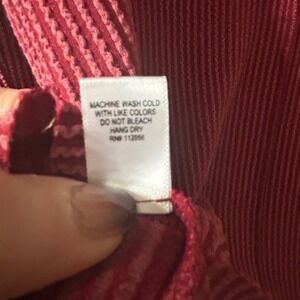 MACHINE WASH COLD
WITH LIKE COLORS
DO NOT BLEACH
HANG DRY
RN# 112056